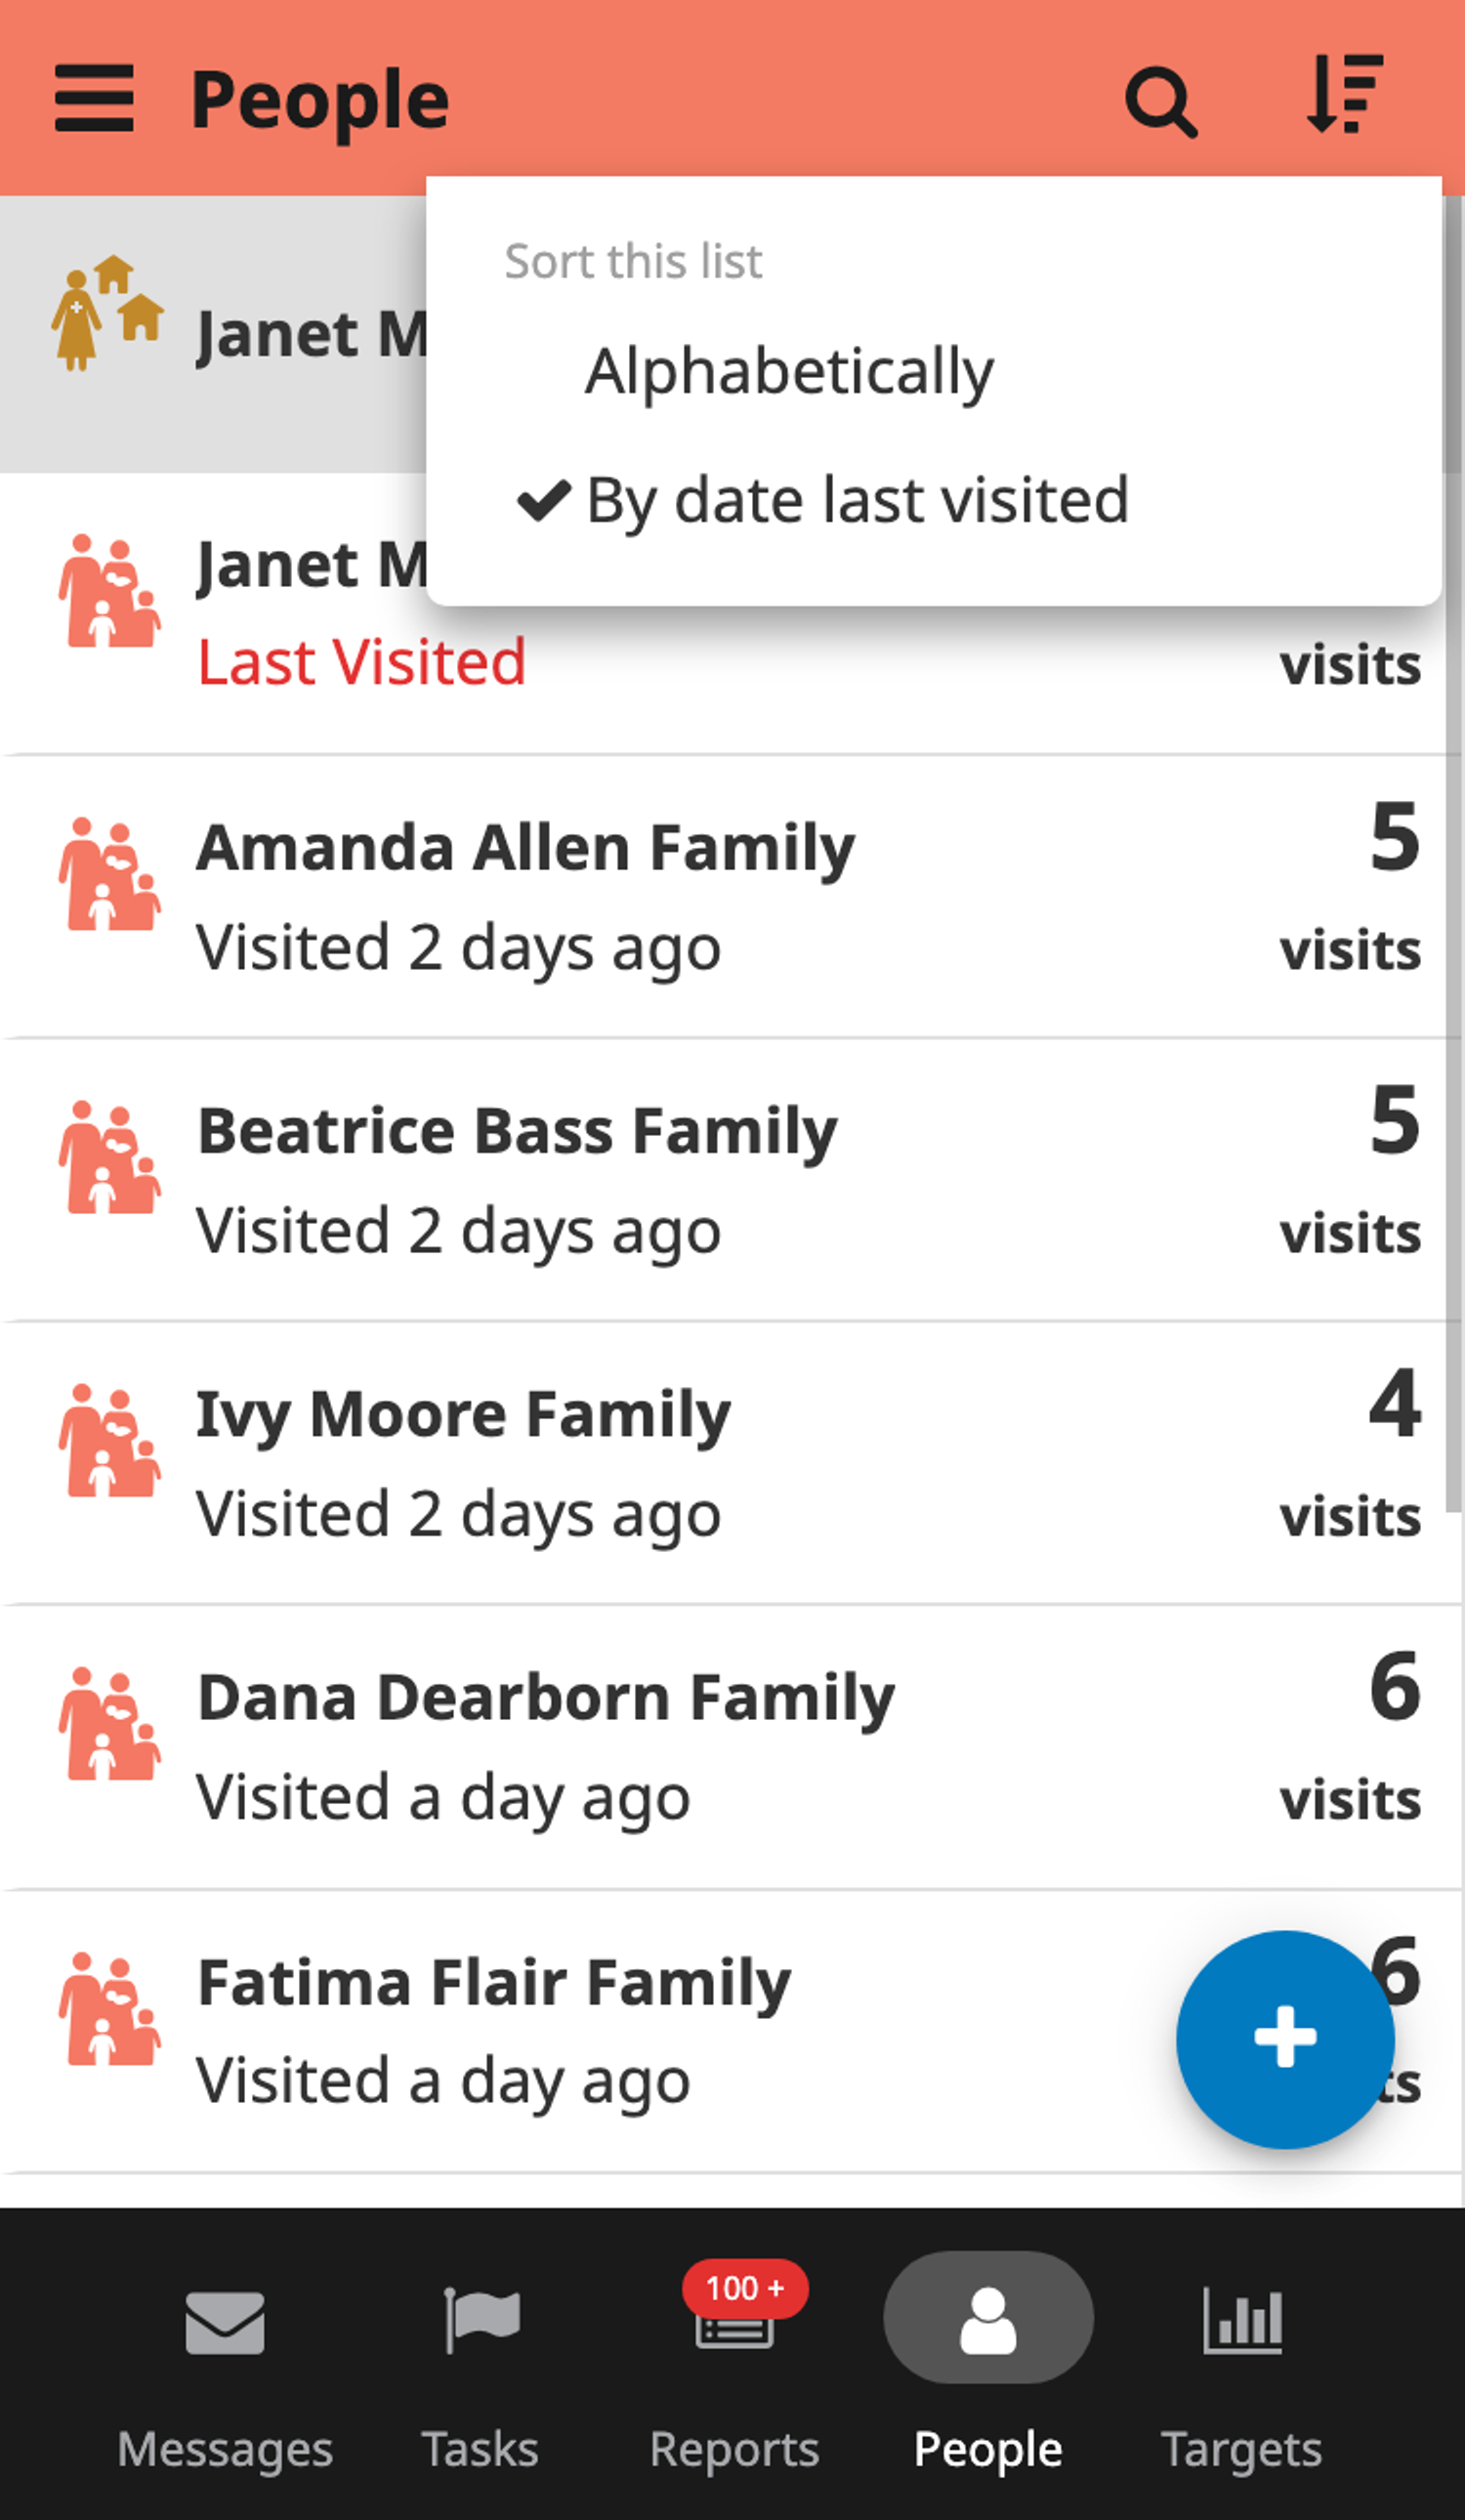 People
Sort this list
Alphabetically
By date last visited
Janet M
Janet M
Last Visited
visits
Amanda Allen Family
5
Visited 2 days ago
visits
Beatrice Bass Family
5
Visited 2 days ago
visits
Ivy Moore Family
4
Visited 2 days ago
visits
Dana Dearborn Family
6
Visited a day ago
visits
Fatima Flair Family
6
Visited a day ago
ts
100 +
Messages
Tasks
Reports
People
Targets